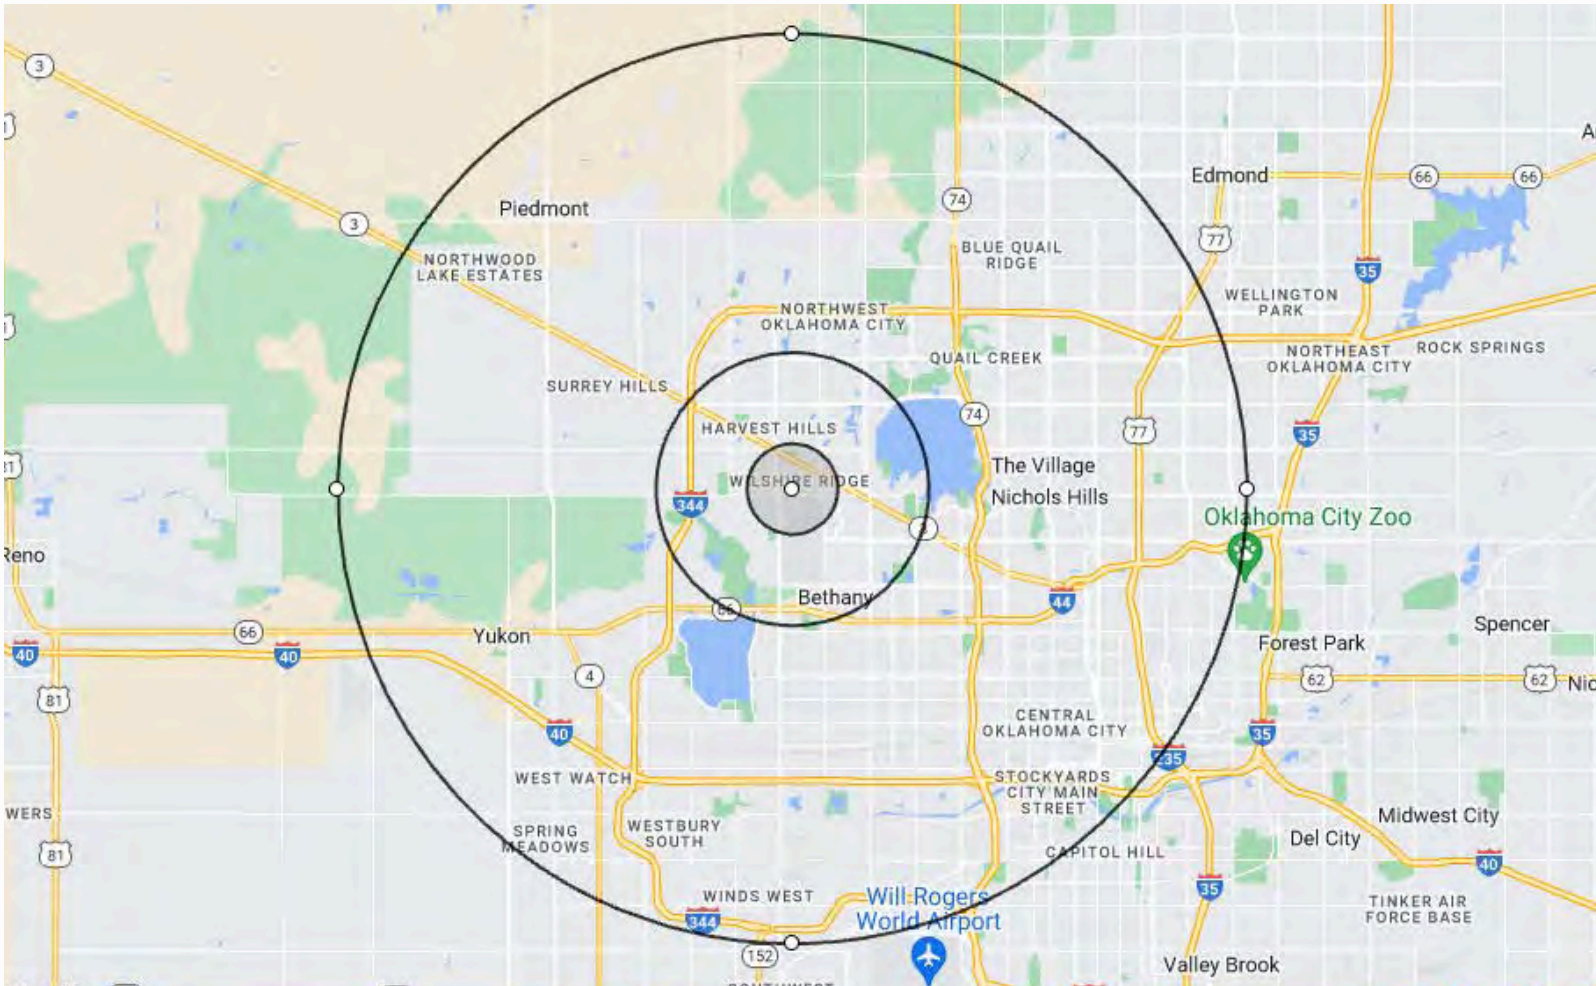 3
66
66
Edmond
Piedmont
74
3
77
BLUE QUAIL
RIDGE
NORTHWOOD
LAKE ESTATES
35
WELLINGTON
PARK
NORTHWEST
OKLAHOMA CITY
QUAIL CREEK
NORTHEAST
OKLAHOMA CITY
ROCK SPRINGS
SURREY HILLS
74
HARVEST HILLS
77
35
The Village
WILSHIRE RIDGE
344
Nichols Hills
Oklahoma City Zoo
3
44
Bethany
66
66
Yukon
40
40
Forest Park
Spencer
4
62
62
81
CENTRAL
OKLAHOMA CITY
40
35
235
WEST WATCH
STOCKYARDS
CITY MAIN
STREET
Midwest City
SPRING
MEADOWS
WESTBURY
SOUTH
Del City
81
CAPITOL HILL
40
35
WINDS WEST
Will Rogers
World Airport
344
TINKER AIR
FORCE BASE
152
Valley Brook